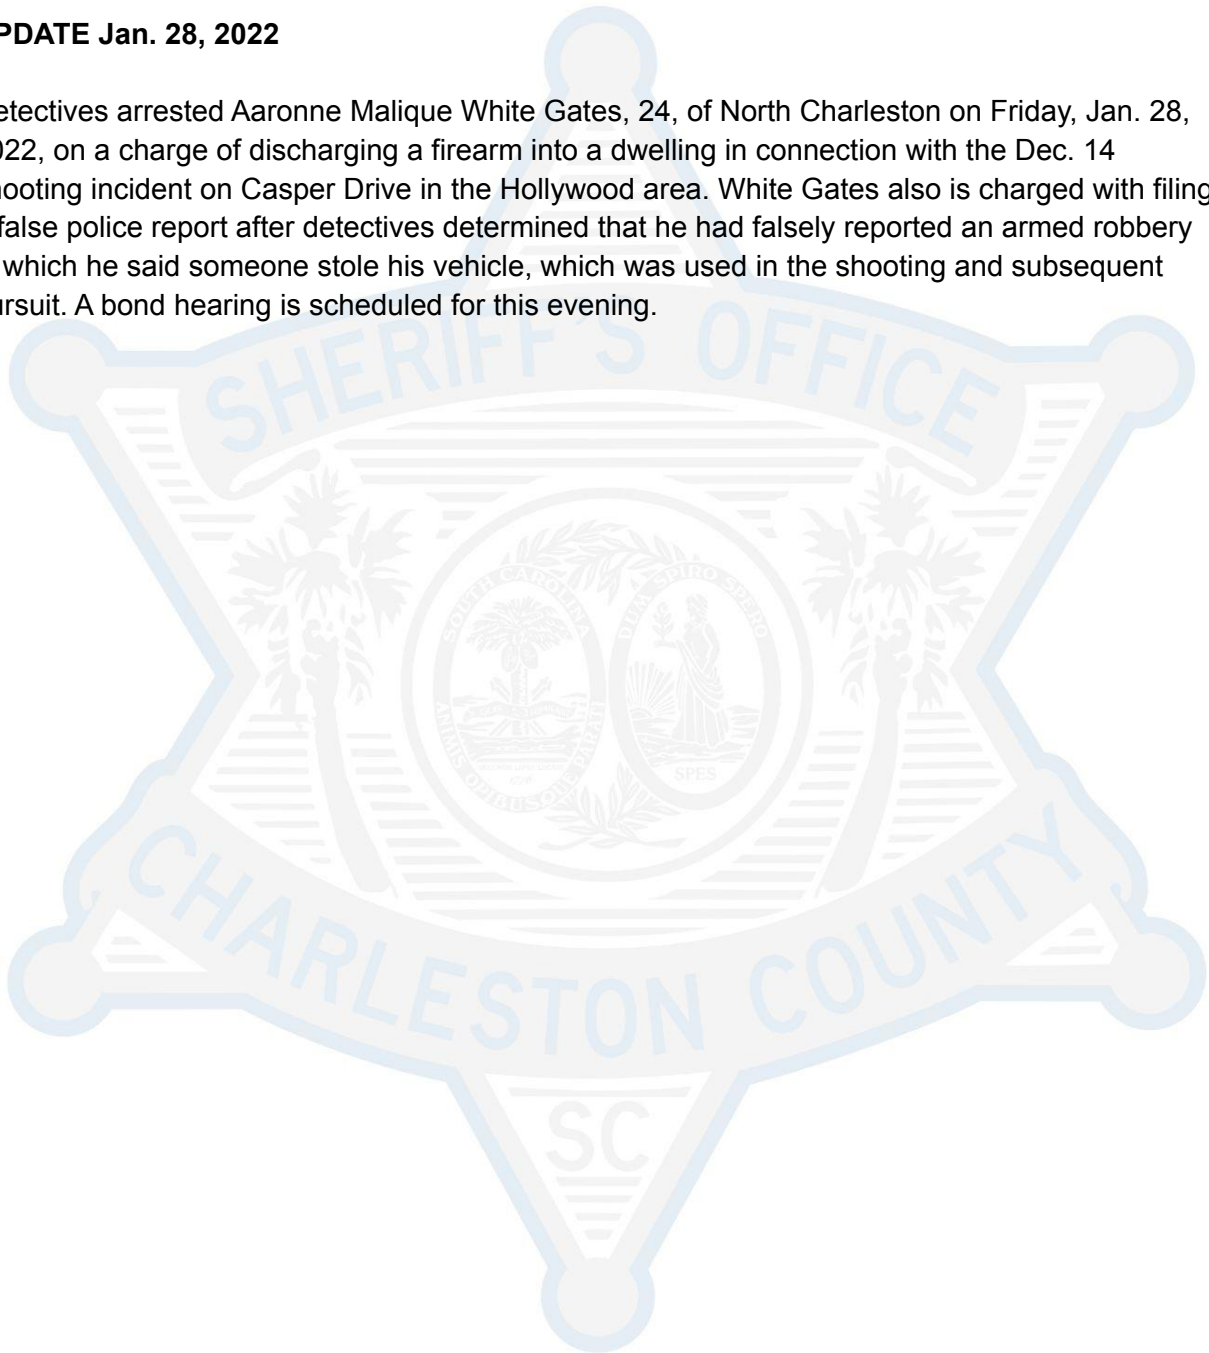 PDATE Jan. 28, 2022
etectives arrested Aaronne Malique White Gates, 24, of North Charleston on Friday, Jan. 28,
022, on a charge of discharging a firearm into a dwelling in connection with the Dec. 14
hooting incident on Casper Drive in the Hollywood area. White Gates also is charged with filing
false police report after detectives determined that he had falsely reported an armed robbery
which he said someone stole his vehicle, which was used in the shooting and subsequent
ursuit. A bond hearing is scheduled for this evening.
SHERIFF'S OFFICE
SOUTH CAROLINA
DUM SPIRO SPERO
ANIMIS OPIBUSQUE PARATI
SPES
CHARLESTON COUNTY
SC